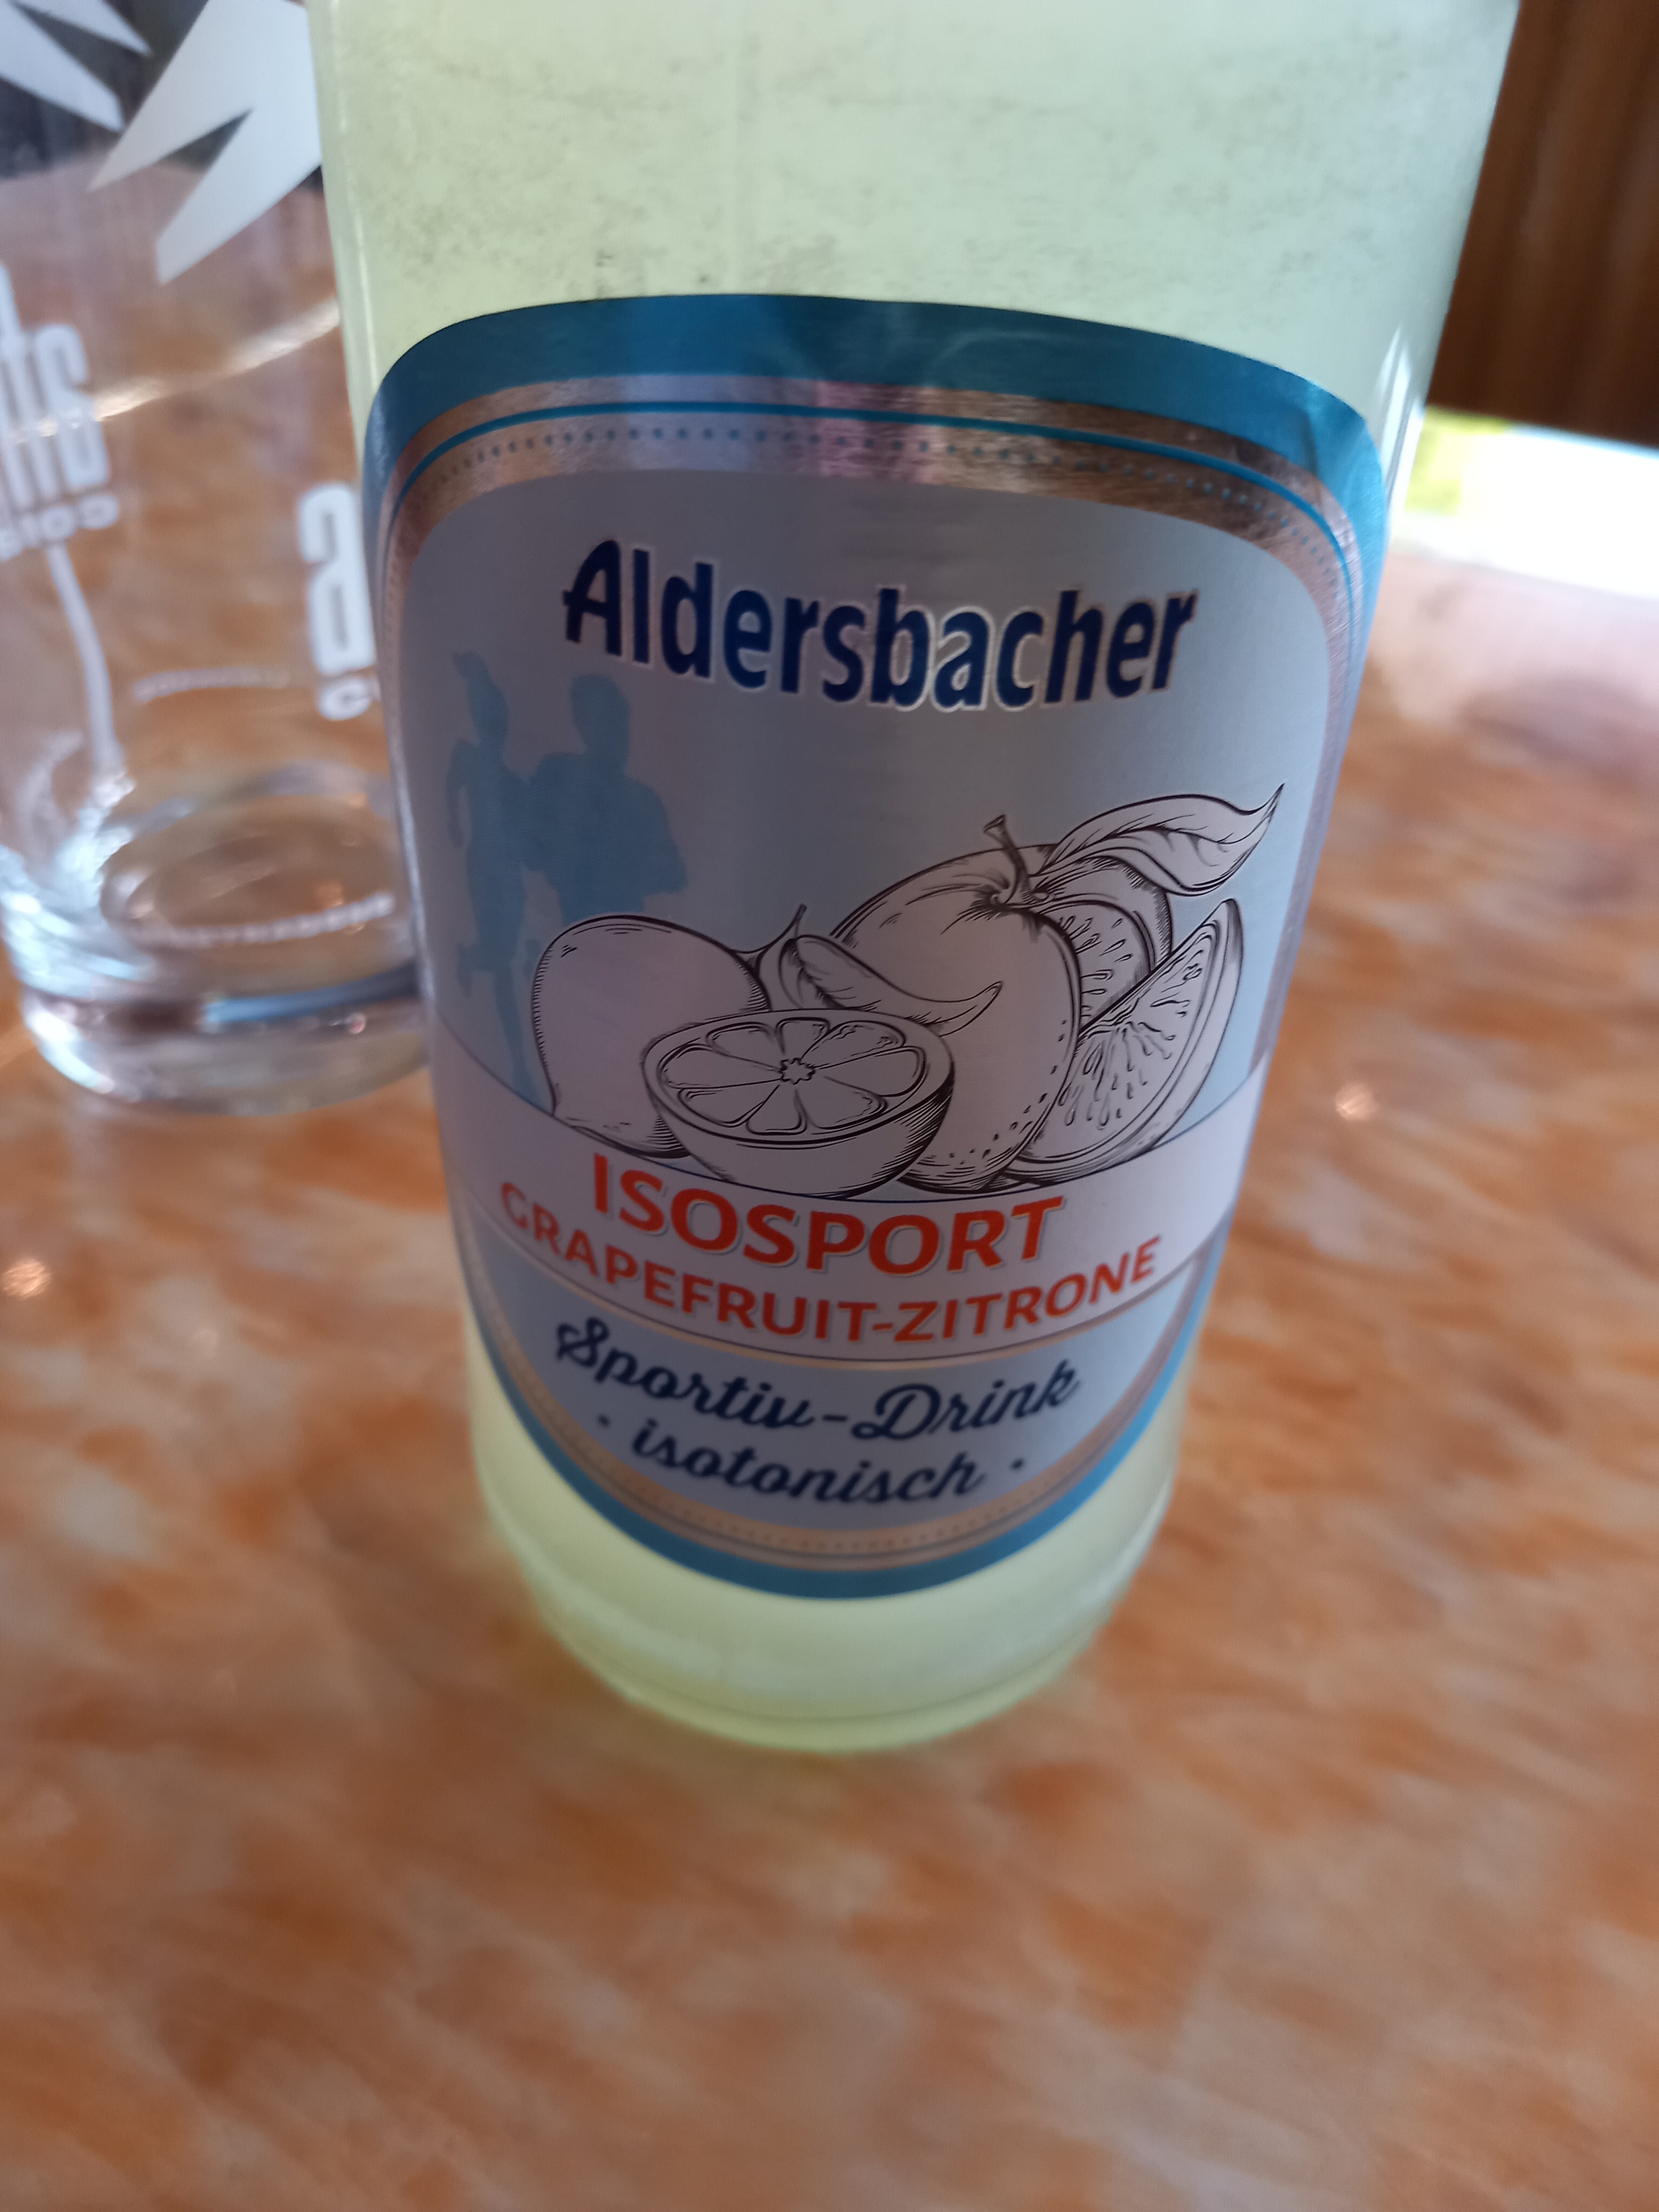 Aldersbacher
ISOSPORT
GRAPEFRUIT-ZITRONE
Sportiv-Drink
· isotonisch ·